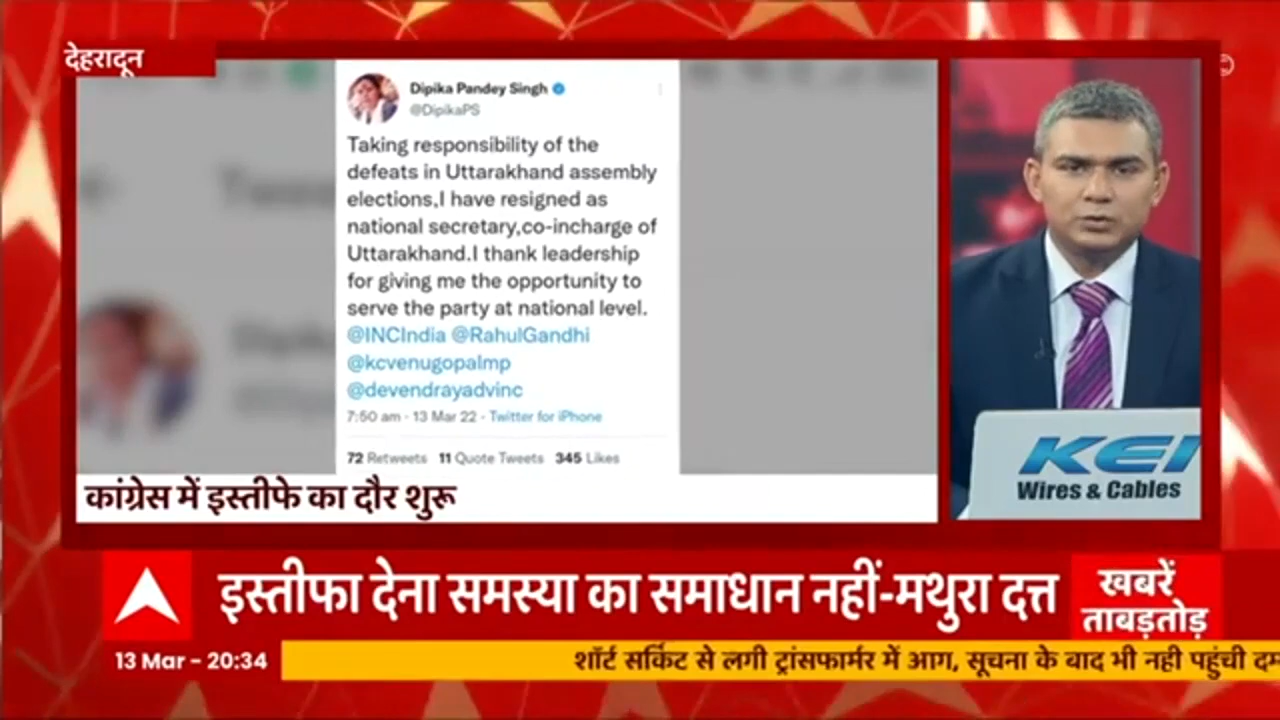 देहरादून
Dipika Pandey Singh
@DipikaPS
Taking responsibility of the
defeats in Uttarakhand assembly
elections,I have resigned as
national secretary,co-incharge of
Uttarakhand.I thank leadership
for giving me the opportunity to
serve the party at national level.
@INCIndia @RahulGandhi
@kcvenugopalmp
@devendrayadvinc
7:50 am · 13 Mar 22 · Twitter for iPhone
72 Retweets 11 Quote Tweets 345 Likes
कांग्रेस में इस्तीफे का दौर शुरू
KEI
Wires & Cables
इस्तीफा देना समस्या का समाधान नहीं-मथुरा दत्त
खबरें
ताबड़तोड़
13 Mar - 20:34
शॉर्ट सर्किट से लगी ट्रांसफार्मर में आग, सूचना के बाद भी नही पहुंची